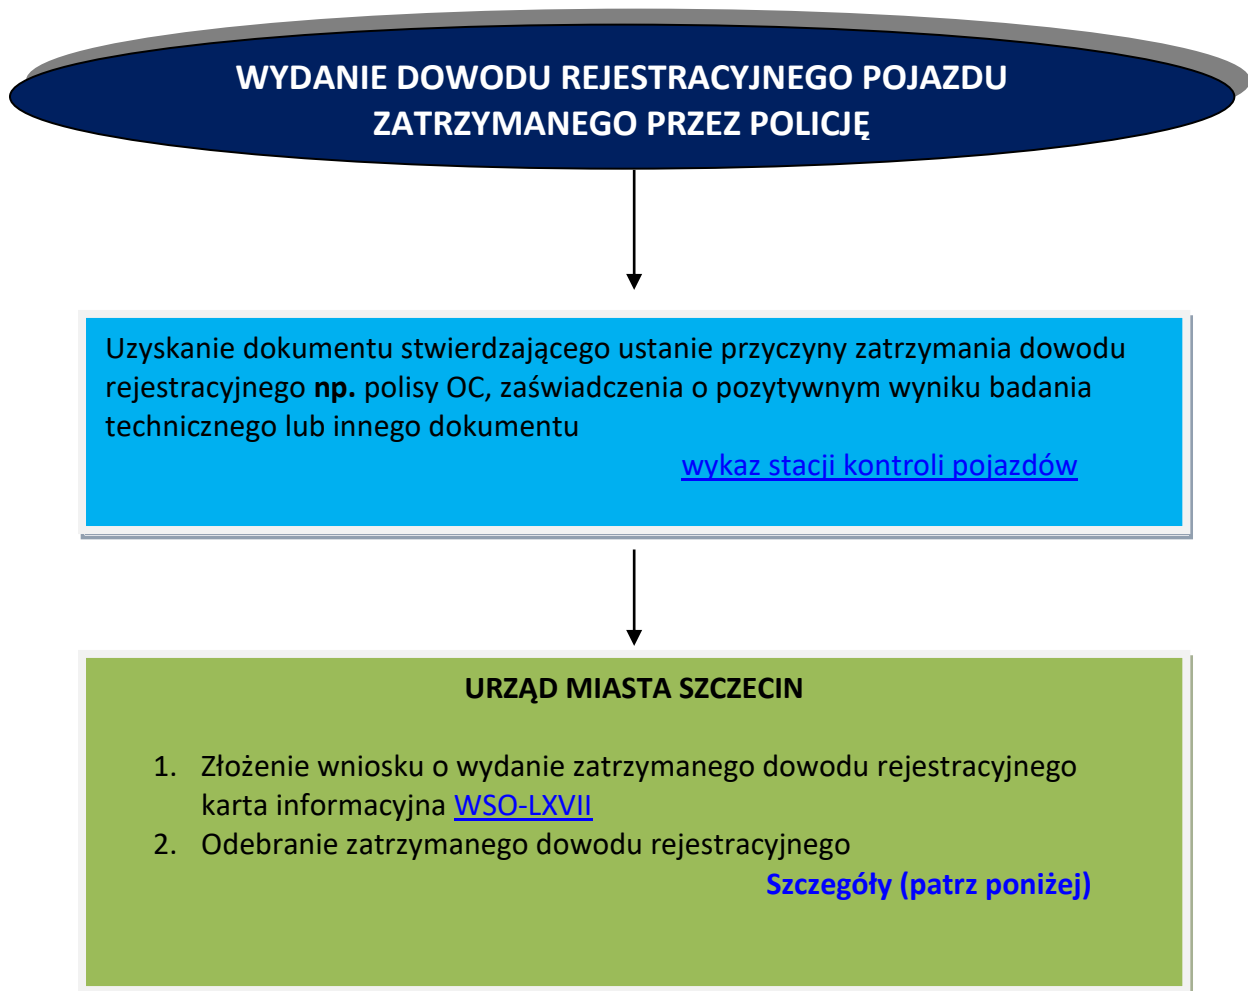 WYDANIE DOWODU REJESTRACYJNEGO POJAZDU
ZATRZYMANEGO PRZEZ POLICJĘ
Uzyskanie dokumentu stwierdzającego ustanie przyczyny zatrzymania dowodu
rejestracyjnego np. polisy OC, zaświadczenia o pozytywnym wyniku badania
technicznego lub innego dokumentu
wykaz stacji kontroli pojazdów
URZĄD MIASTA SZCZECIN
1. Złożenie wniosku o wydanie zatrzymanego dowodu rejestracyjnego
karta informacyjna WSO-LXVII
2. Odebranie zatrzymanego dowodu rejestracyjnego
Szczegóły (patrz poniżej)